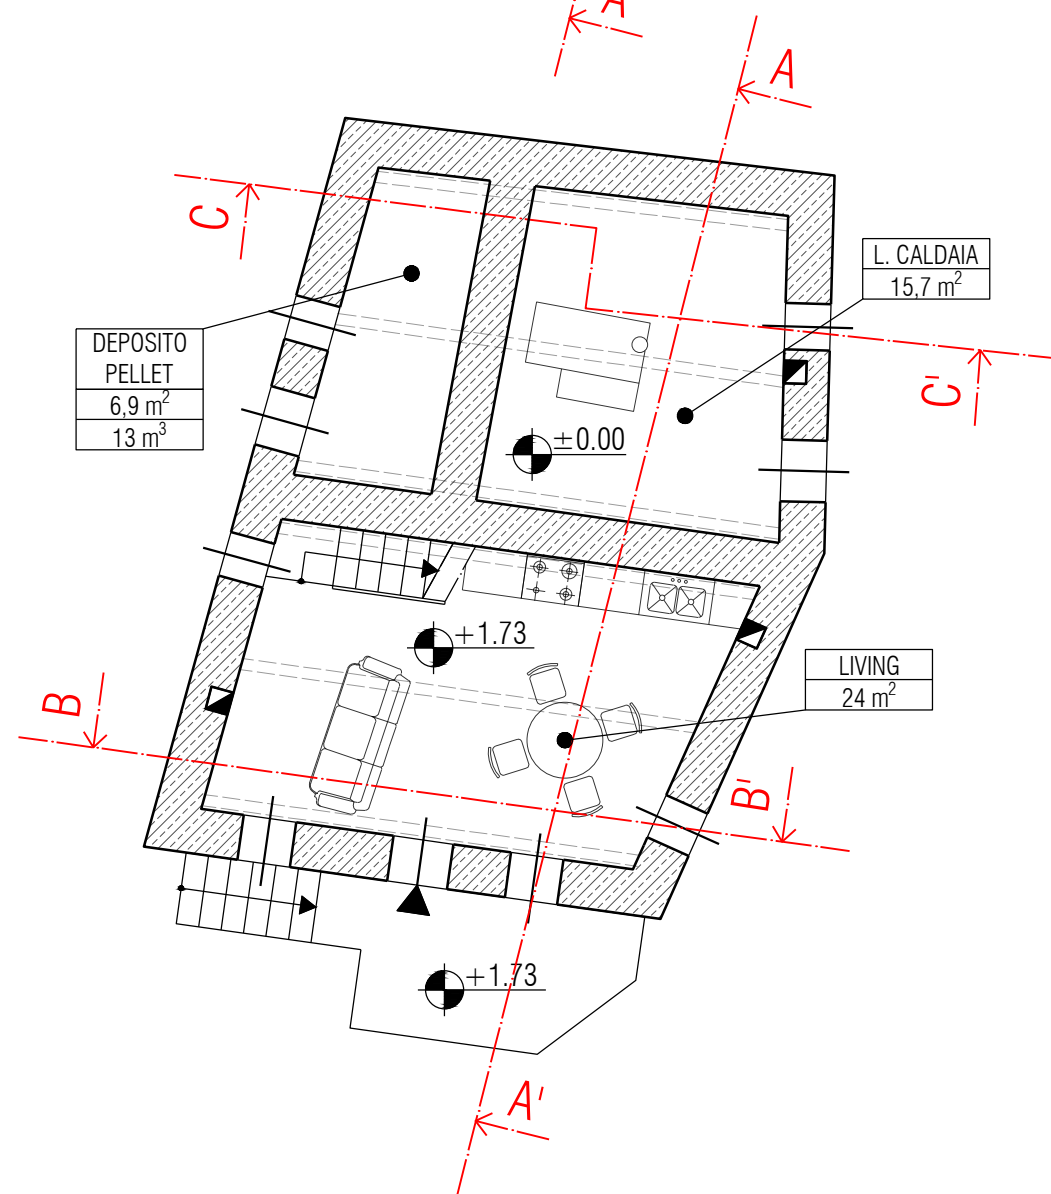 A
A
C
L. CALDAIA
15,7 m²
DEPOSITO
PELLET
6,9 m²
13 m³
C'
±0.00
+1.73
LIVING
24 m²
B
B'
+1.73
A'